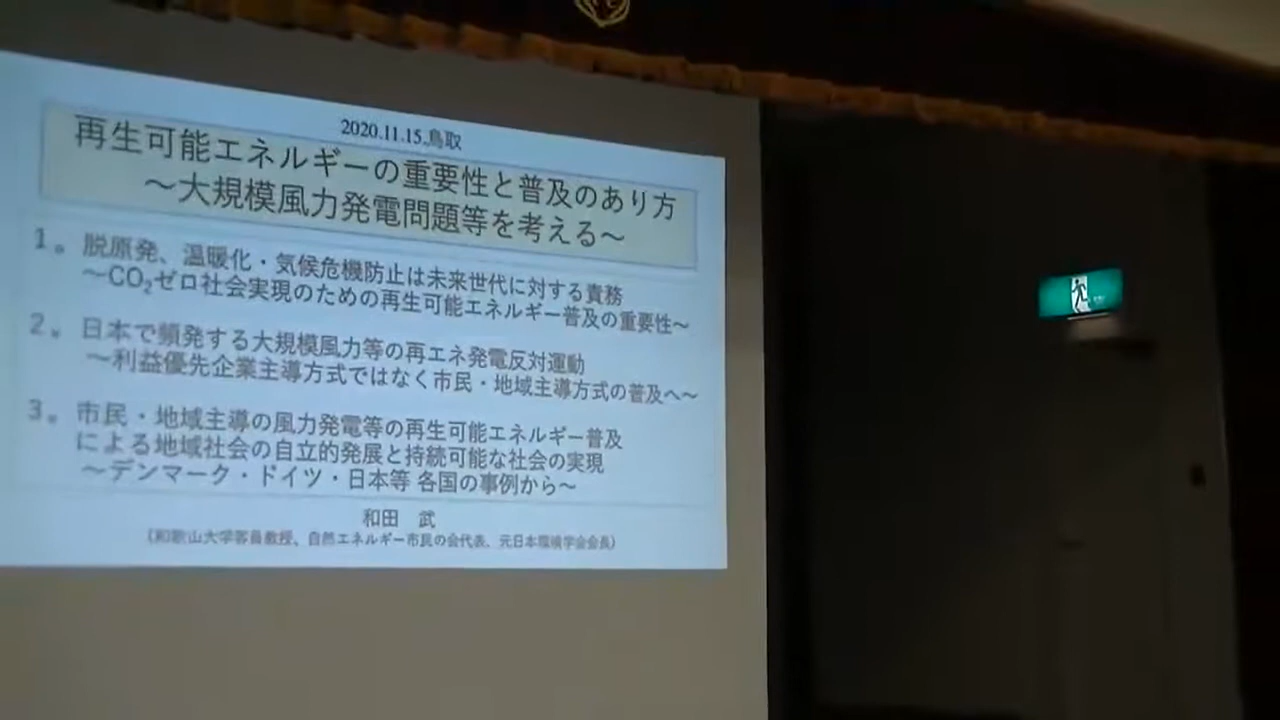 2020.11.15.鳥取
再生可能エネルギーの重要性と普及のあり方
～大規模風力発電問題等を考える～
1。脱原発、温暖化・気候危機防止は未来世代に対する責務
～CO₂ゼロ社会実現のための再生可能エネルギー普及の重要性～
2。日本で頻発する大規模風力等の再エネ発電反対運動
～利益優先企業主導方式ではなく市民・地域主導方式の普及へ～
3。市民・地域主導の風力発電等の再生可能エネルギー普及
による地域社会の自立的発展と持続可能な社会の実現
～デンマーク・ドイツ・日本等 各国の事例から～
和田　武
（和歌山大学客員教授、自然エネルギー市民の会代表、元日本環境学会会長）